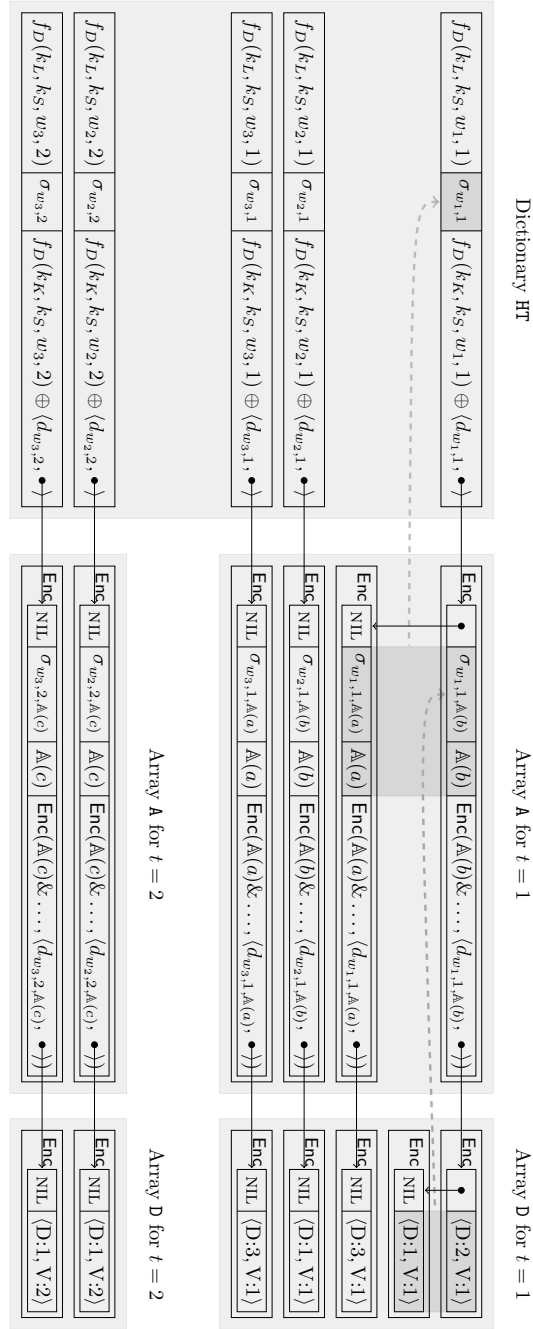 Dictionary HT Array A for t = 1 Array D for t = 1
f_D(k_L, k_S, w_1, 1) σ_{w_1,1} f_D(k_K, k_S, w_1, 1) ⊕ ⟨d_{w_1,1}, ⟩ Enc σ_{w_1,1,𝔸(b)} 𝔸(b) Enc(𝔸(b)& …, ⟨d_{w_1,1,𝔸(b)}, ⟩) Enc ⟨D:2, V:1⟩
Enc NIL ⟨D:1, V:1⟩
Enc NIL σ_{w_1,1,𝔸(a)} 𝔸(a) Enc(𝔸(a)& …, ⟨d_{w_1,1,𝔸(a)}, ⟩) Enc NIL ⟨D:3, V:1⟩
f_D(k_L, k_S, w_2, 1) σ_{w_2,1} f_D(k_K, k_S, w_2, 1) ⊕ ⟨d_{w_2,1}, ⟩ Enc NIL σ_{w_2,1,𝔸(b)} 𝔸(b) Enc(𝔸(b)& …, ⟨d_{w_2,1,𝔸(b)}, ⟩) Enc NIL ⟨D:1, V:1⟩
f_D(k_L, k_S, w_3, 1) σ_{w_3,1} f_D(k_K, k_S, w_3, 1) ⊕ ⟨d_{w_3,1}, ⟩ Enc NIL σ_{w_3,1,𝔸(a)} 𝔸(a) Enc(𝔸(a)& …, ⟨d_{w_3,1,𝔸(a)}, ⟩) Enc NIL ⟨D:3, V:1⟩
Array A for t = 2 Array D for t = 2
f_D(k_L, k_S, w_2, 2) σ_{w_2,2} f_D(k_K, k_S, w_2, 2) ⊕ ⟨d_{w_2,2}, ⟩ Enc NIL σ_{w_2,2,𝔸(c)} 𝔸(c) Enc(𝔸(c)& …, ⟨d_{w_2,2,𝔸(c)}, ⟩) Enc NIL ⟨D:1, V:2⟩
f_D(k_L, k_S, w_3, 2) σ_{w_3,2} f_D(k_K, k_S, w_3, 2) ⊕ ⟨d_{w_3,2}, ⟩ Enc NIL σ_{w_3,2,𝔸(c)} 𝔸(c) Enc(𝔸(c)& …, ⟨d_{w_3,2,𝔸(c)}, ⟩) Enc NIL ⟨D:1, V:2⟩